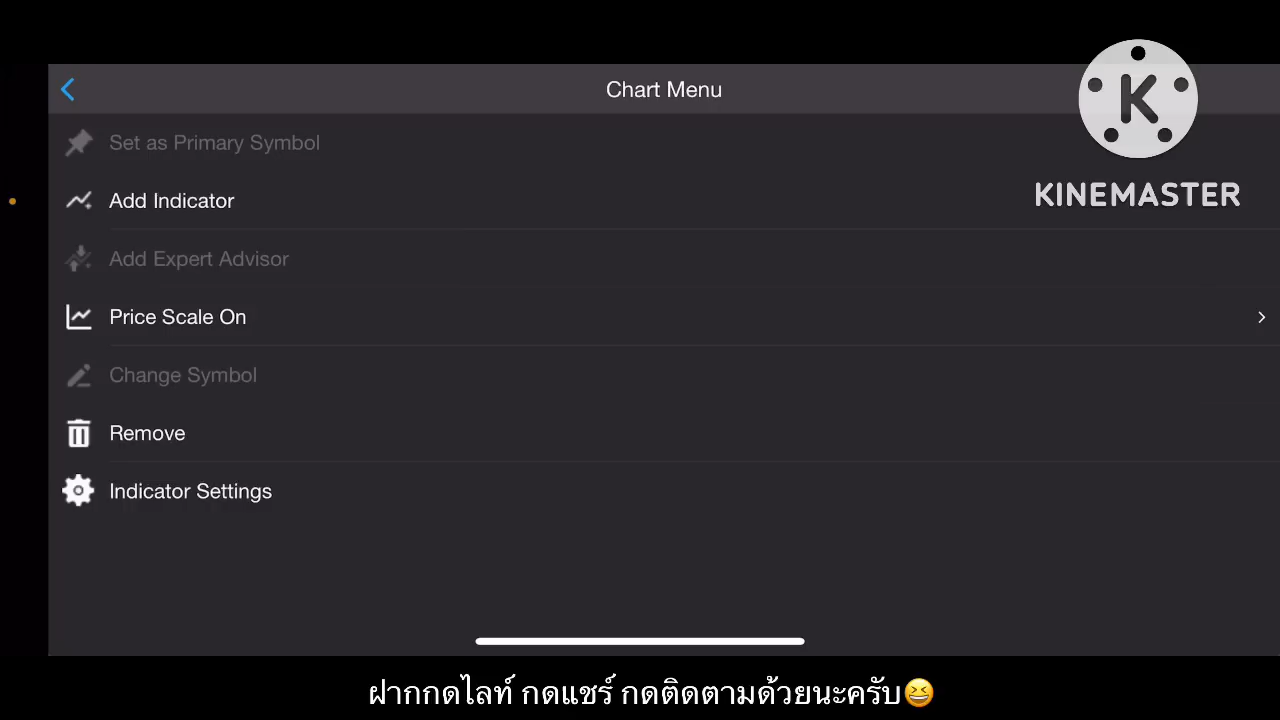 Chart Menu
Set as Primary Symbol
Add Indicator
Add Expert Advisor
Price Scale On
Change Symbol
Remove
Indicator Settings
K
KINEMASTER
ฝากกดไลท์ กดแชร์ กดติดตามด้วยนะครับ😆